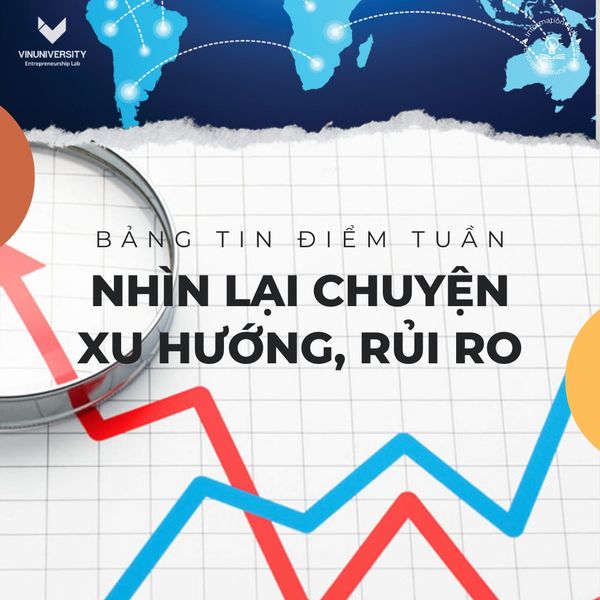 VINUNIVERSITY
Entrepreneurship Lab
BẢNG TIN ĐIỂM TUẦN
NHÌN LẠI CHUYỆN
XU HƯỚNG, RỦI RO